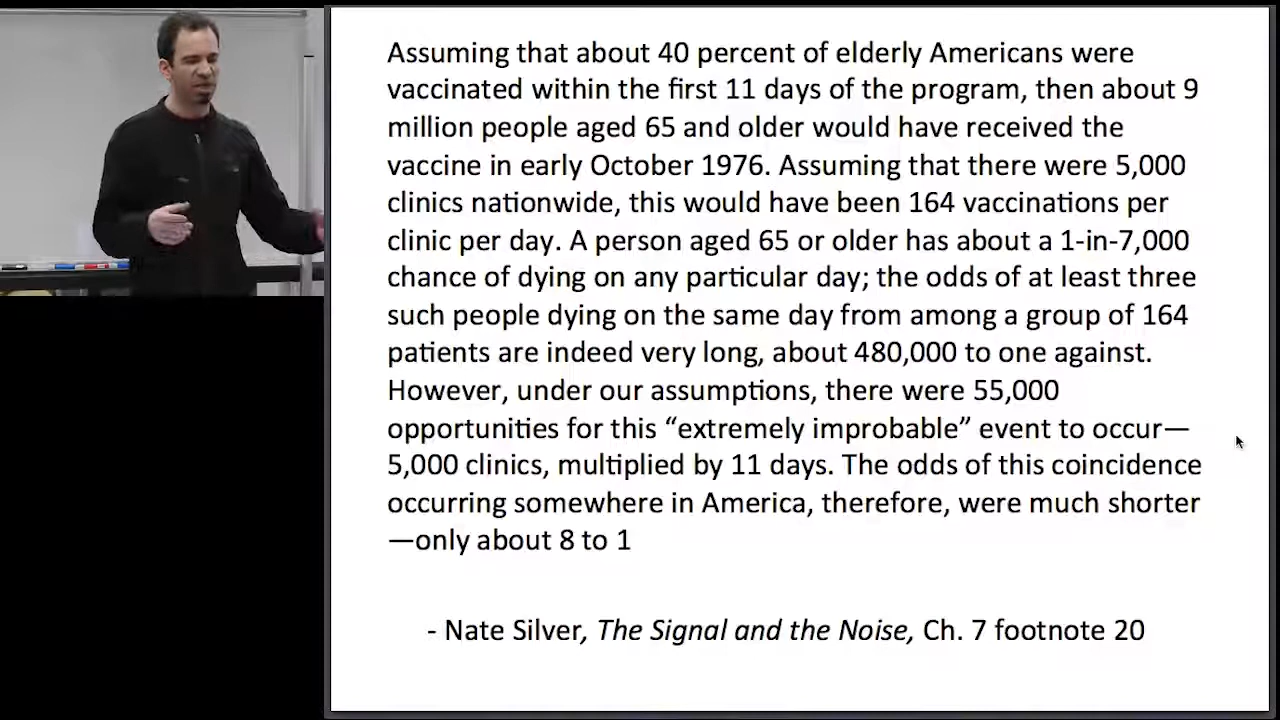 Assuming that about 40 percent of elderly Americans were
vaccinated within the first 11 days of the program, then about 9
million people aged 65 and older would have received the
vaccine in early October 1976. Assuming that there were 5,000
clinics nationwide, this would have been 164 vaccinations per
clinic per day. A person aged 65 or older has about a 1-in-7,000
chance of dying on any particular day; the odds of at least three
such people dying on the same day from among a group of 164
patients are indeed very long, about 480,000 to one against.
However, under our assumptions, there were 55,000
opportunities for this “extremely improbable” event to occur—
5,000 clinics, multiplied by 11 days. The odds of this coincidence
occurring somewhere in America, therefore, were much shorter
—only about 8 to 1
- Nate Silver, The Signal and the Noise, Ch. 7 footnote 20